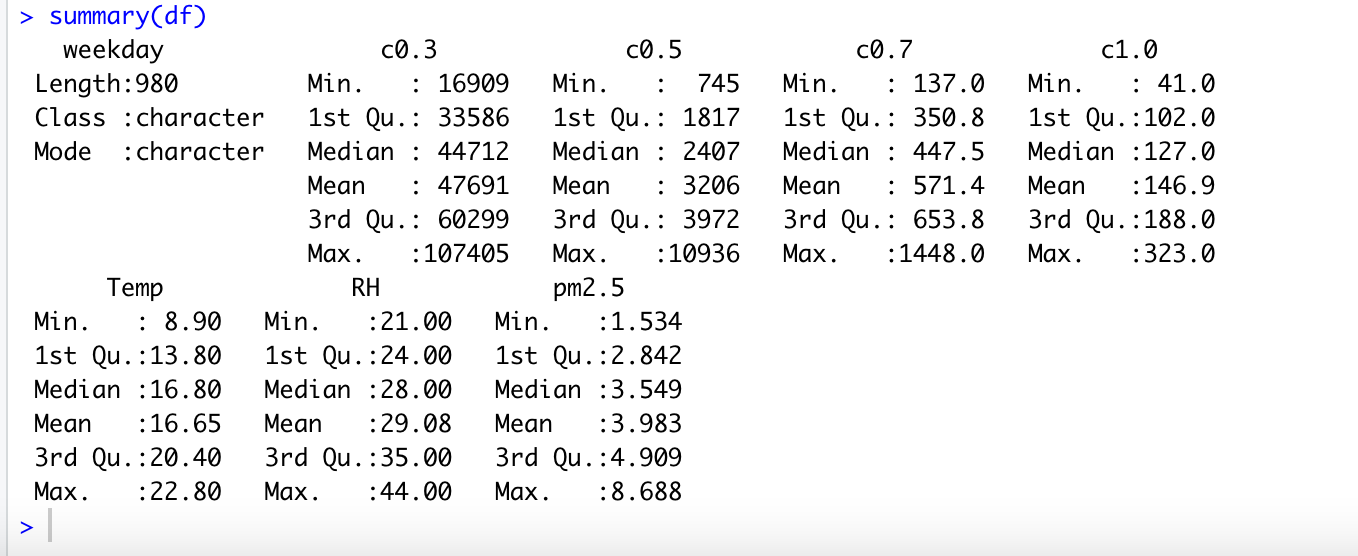 > summary(df)
   weekday               c0.3             c0.5            c0.7             c1.0
 Length:980         Min.   : 16909   Min.   :  745   Min.   : 137.0   Min.   : 41.0
 Class :character   1st Qu.: 33586   1st Qu.: 1817   1st Qu.: 350.8   1st Qu.:102.0
 Mode  :character   Median : 44712   Median : 2407   Median : 447.5   Median :127.0
                    Mean   : 47691   Mean   : 3206   Mean   : 571.4   Mean   :146.9
                    3rd Qu.: 60299   3rd Qu.: 3972   3rd Qu.: 653.8   3rd Qu.:188.0
                    Max.   :107405   Max.   :10936   Max.   :1448.0   Max.   :323.0
      Temp             RH            pm2.5
 Min.   : 8.90   Min.   :21.00   Min.   :1.534
 1st Qu.:13.80   1st Qu.:24.00   1st Qu.:2.842
 Median :16.80   Median :28.00   Median :3.549
 Mean   :16.65   Mean   :29.08   Mean   :3.983
 3rd Qu.:20.40   3rd Qu.:35.00   3rd Qu.:4.909
 Max.   :22.80   Max.   :44.00   Max.   :8.688
>